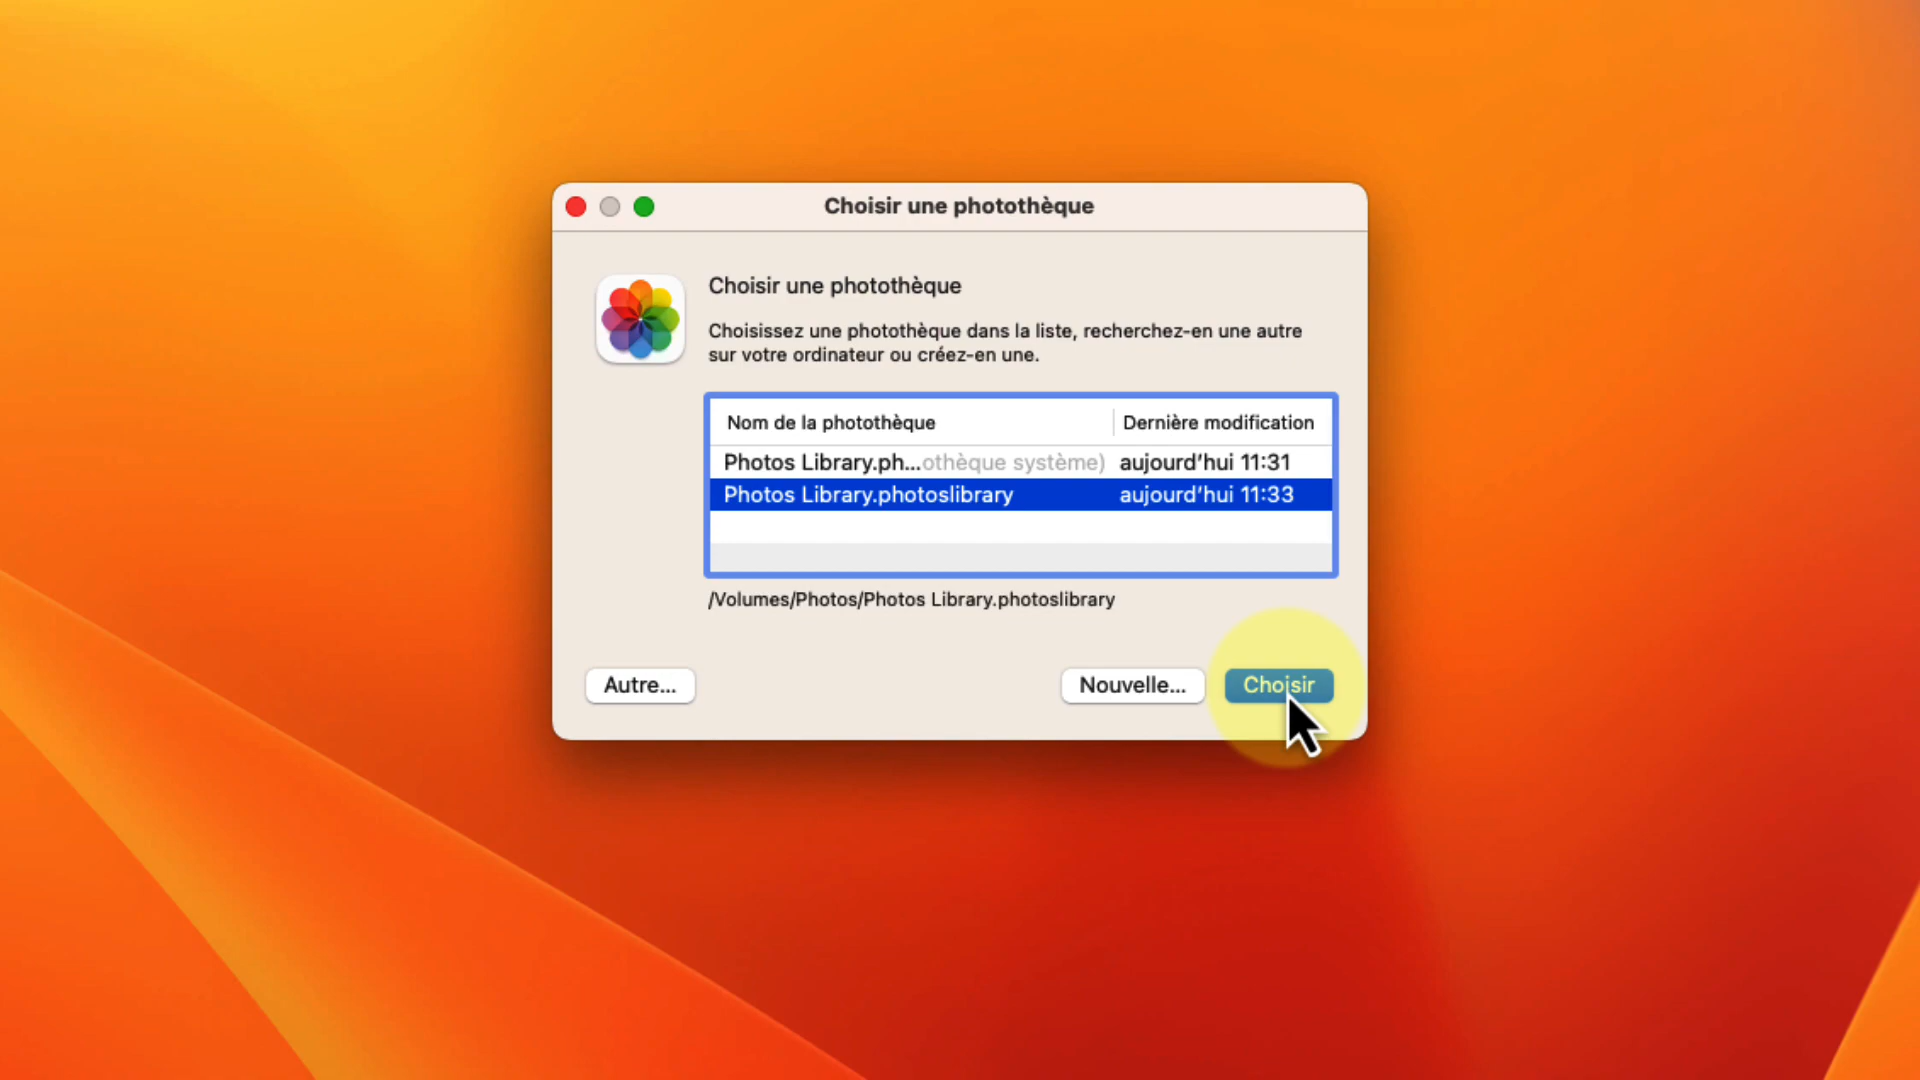 Choisir une photothèque
Choisir une photothèque
Choisissez une photothèque dans la liste, recherchez-en une autre
sur votre ordinateur ou créez-en une.
Nom de la photothèque Dernière modification
Photos Library.ph...othèque système) aujourd’hui 11:31
Photos Library.photoslibrary aujourd’hui 11:33
/Volumes/Photos/Photos Library.photoslibrary
Autre... Nouvelle... Choisir